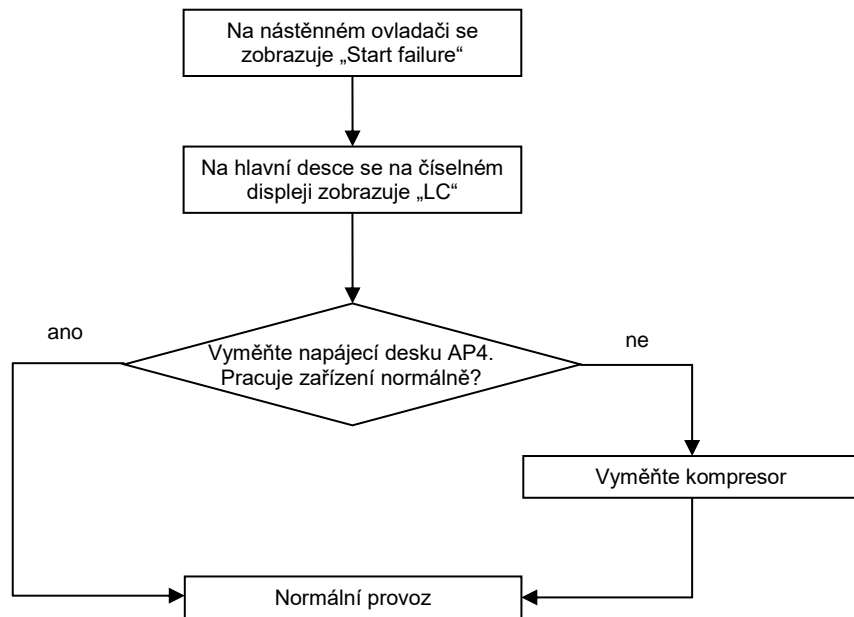 Na nástěnném ovladači se
zobrazuje „Start failure“
Na hlavní desce se na číselném
displeji zobrazuje „LC“
ano
Vyměňte napájecí desku AP4.
Pracuje zařízení normálně?
ne
Vyměňte kompresor
Normální provoz